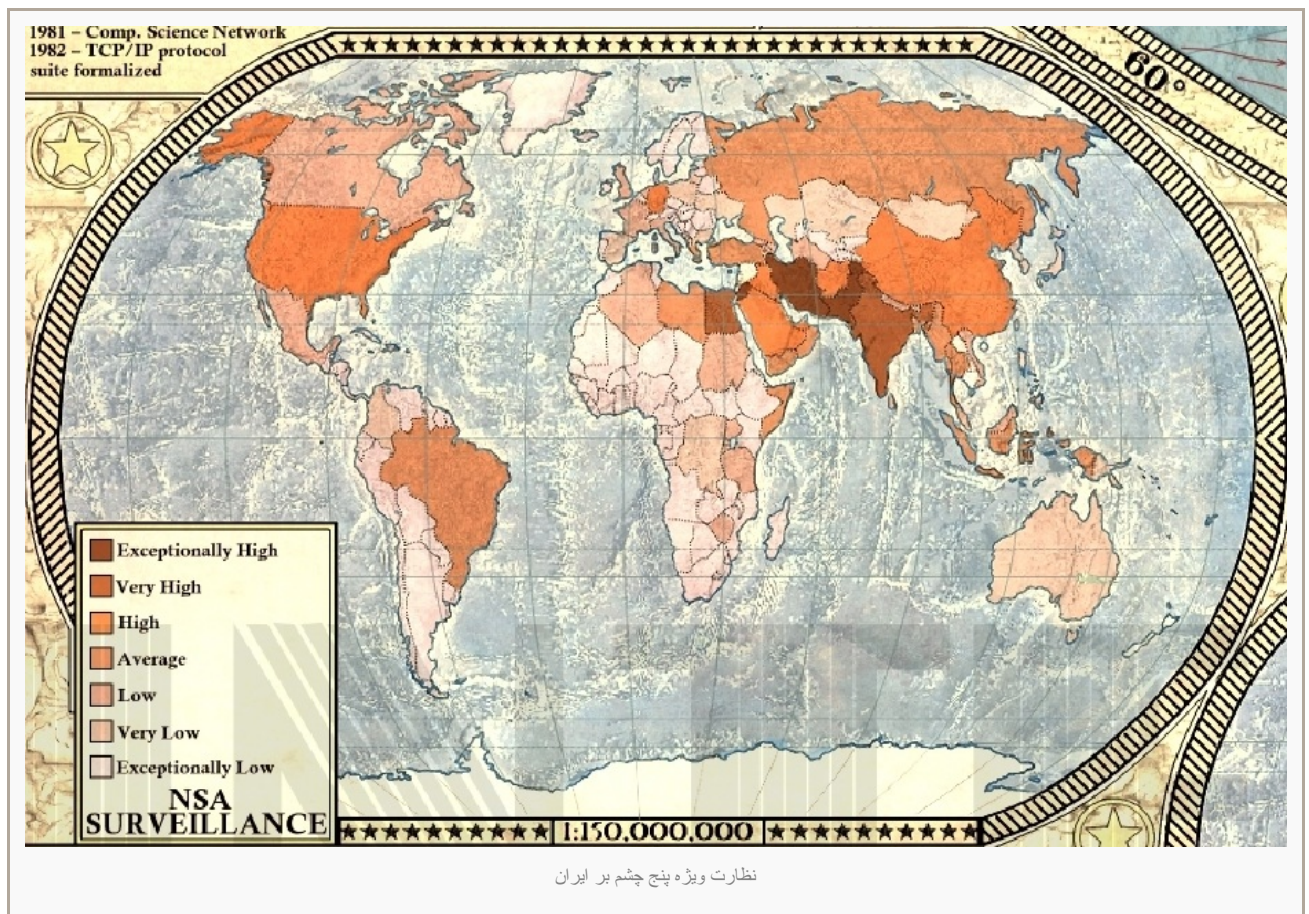 1981 – Comp. Science Network
1982 – TCP/IP protocol
suite formalized
60°
Exceptionally High
Very High
High
Average
Low
Very Low
Exceptionally Low
NSA
SURVEILLANCE
1:150,000,000
نظارت ویژه پنج چشم بر ایران